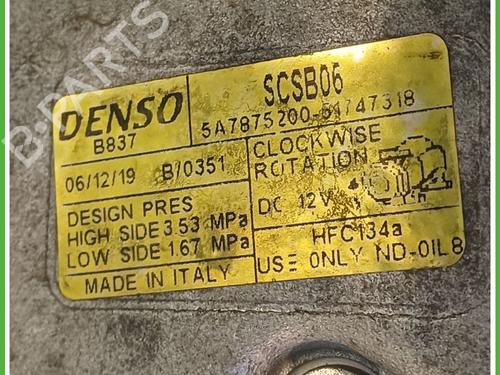 DENSO
B837
SCSB06
5A7875200-51747318
06/12/19 B/0351
CLOCKWISE
ROTATION
DC 12V
DESIGN PRES
HIGH SIDE 3.53 MPa
LOW SIDE 1.67 MPa
HFC134a
MADE IN ITALY
USE ONLY ND-OIL8
B-PARTS